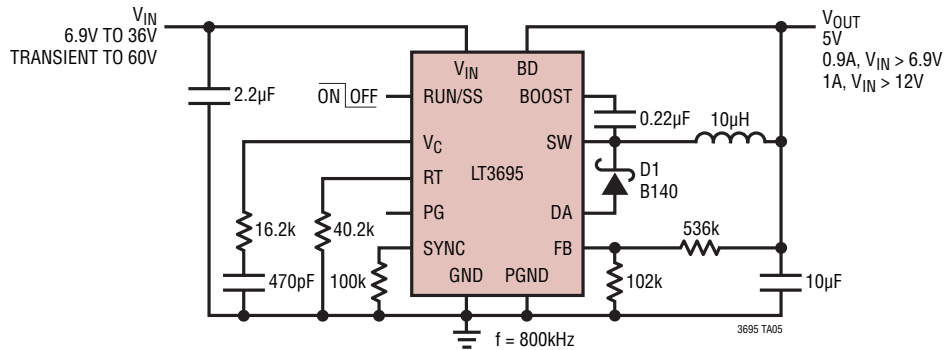 VIN
6.9V TO 36V
TRANSIENT TO 60V
VOUT
5V
0.9A, VIN > 6.9V
1A, VIN > 12V
2.2µF
ON OFF
VIN
BD
RUN/SS
BOOST
0.22µF
10µH
VC
SW
LT3695
D1
B140
RT
PG
DA
16.2k
40.2k
536k
SYNC
FB
470pF
100k
GND
PGND
102k
10µF
3695 TA05
f = 800kHz